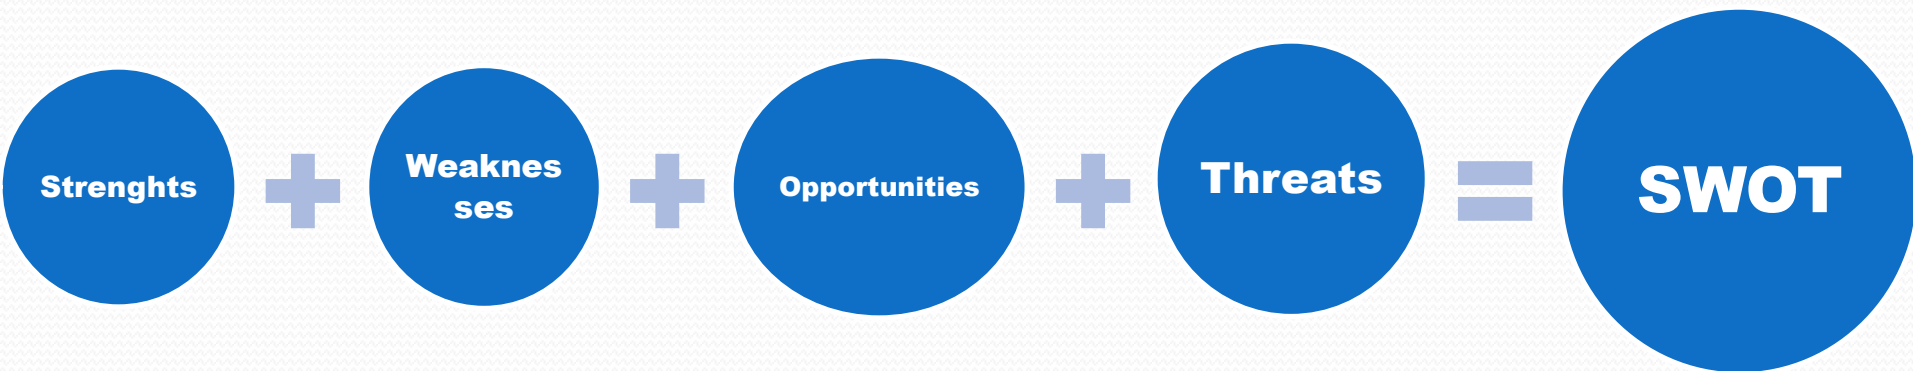 Strenghts
Weaknes
ses
Opportunities
Threats
SWOT